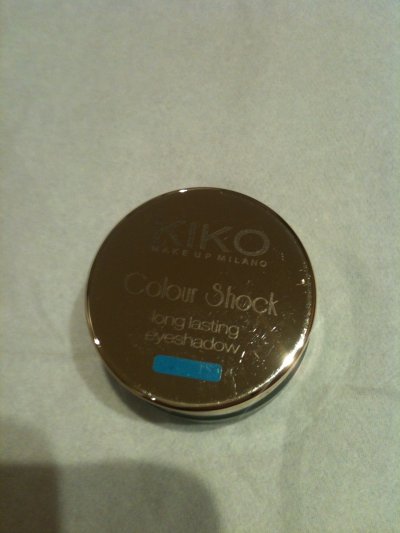 KIKO
MAKE UP MILANO
Colour Shock
long lasting
eyeshadow